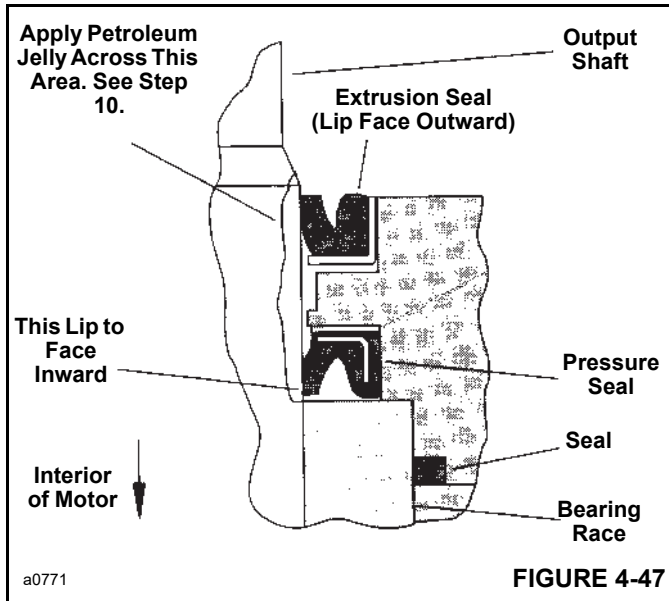 Apply Petroleum
Jelly Across This
Area. See Step
10.
Output
Shaft
Extrusion Seal
(Lip Face Outward)
This Lip to
Face
Inward
Pressure
Seal
Seal
Interior
of Motor
Bearing
Race
a0771
FIGURE 4-47